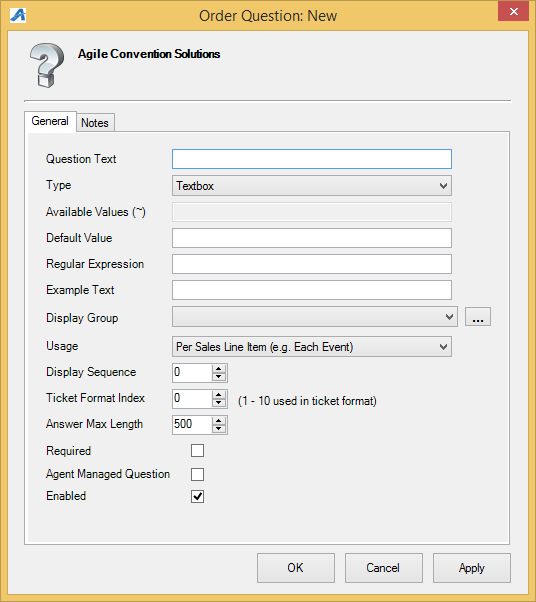 Order Question: New
Agile Convention Solutions
General
Notes
Question Text
Type
Textbox
Available Values (~)
Default Value
Regular Expression
Example Text
Display Group
...
Usage
Per Sales Line Item (e.g. Each Event)
Display Sequence
0
Ticket Format Index
0
(1 - 10 used in ticket format)
Answer Max Length
500
Required
Agent Managed Question
Enabled
OK
Cancel
Apply